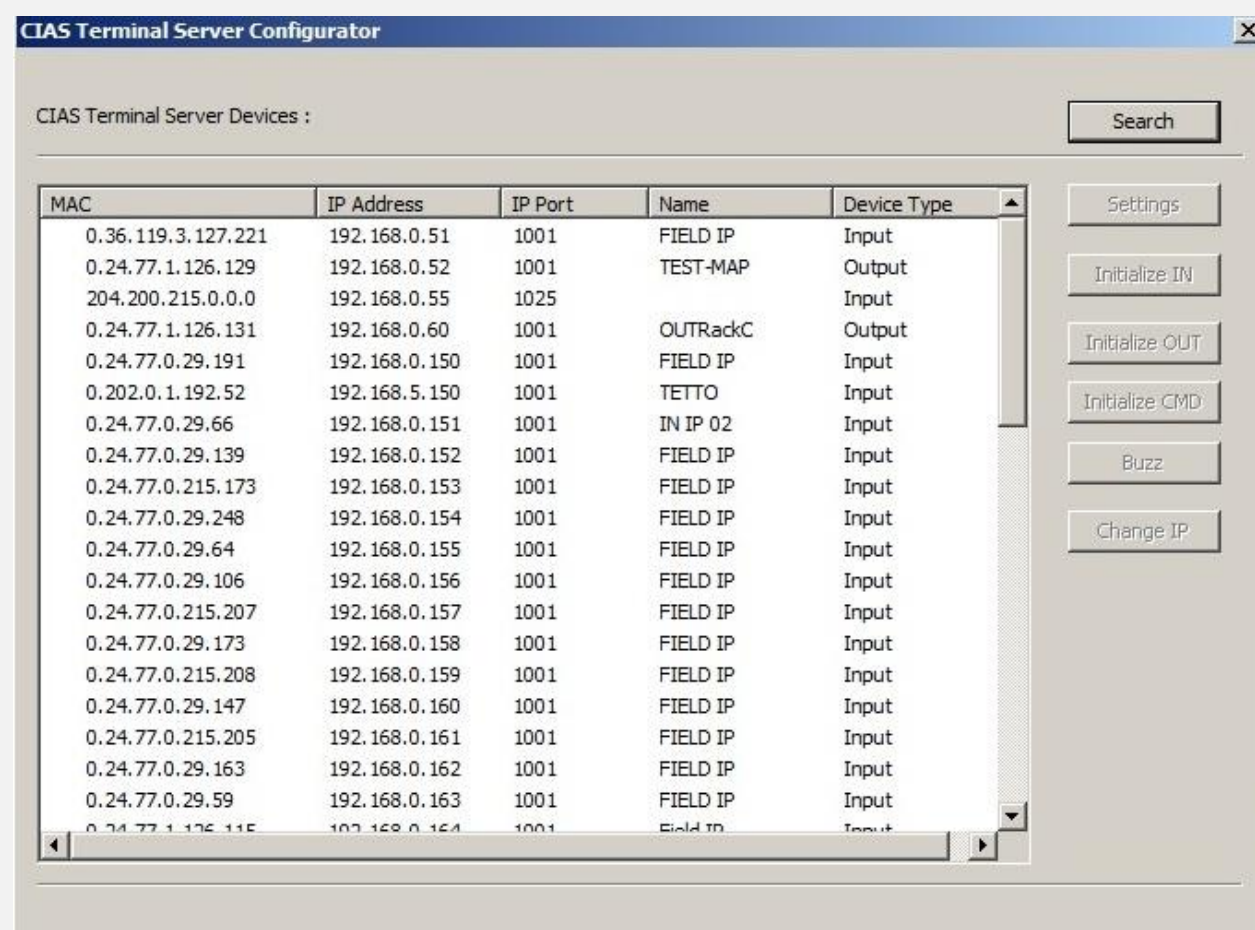 CIAS Terminal Server Configurator
CIAS Terminal Server Devices :
Search
MAC IP Address IP Port Name Device Type
0.36.119.3.127.221 192.168.0.51 1001 FIELD IP Input
0.24.77.1.126.129 192.168.0.52 1001 TEST-MAP Output
204.200.215.0.0.0 192.168.0.55 1025 Input
0.24.77.1.126.131 192.168.0.60 1001 OUTRackC Output
0.24.77.0.29.191 192.168.0.150 1001 FIELD IP Input
0.202.0.1.192.52 192.168.5.150 1001 TETTO Input
0.24.77.0.29.66 192.168.0.151 1001 IN IP 02 Input
0.24.77.0.29.139 192.168.0.152 1001 FIELD IP Input
0.24.77.0.215.173 192.168.0.153 1001 FIELD IP Input
0.24.77.0.29.248 192.168.0.154 1001 FIELD IP Input
0.24.77.0.29.64 192.168.0.155 1001 FIELD IP Input
0.24.77.0.29.106 192.168.0.156 1001 FIELD IP Input
0.24.77.0.215.207 192.168.0.157 1001 FIELD IP Input
0.24.77.0.29.173 192.168.0.158 1001 FIELD IP Input
0.24.77.0.215.208 192.168.0.159 1001 FIELD IP Input
0.24.77.0.29.147 192.168.0.160 1001 FIELD IP Input
0.24.77.0.215.205 192.168.0.161 1001 FIELD IP Input
0.24.77.0.29.163 192.168.0.162 1001 FIELD IP Input
0.24.77.0.29.59 192.168.0.163 1001 FIELD IP Input
0.24.77.1.126.115 192.168.0.164 1001 Field IP Input
Settings
Initialize IN
Initialize OUT
Initialize CMD
Buzz
Change IP